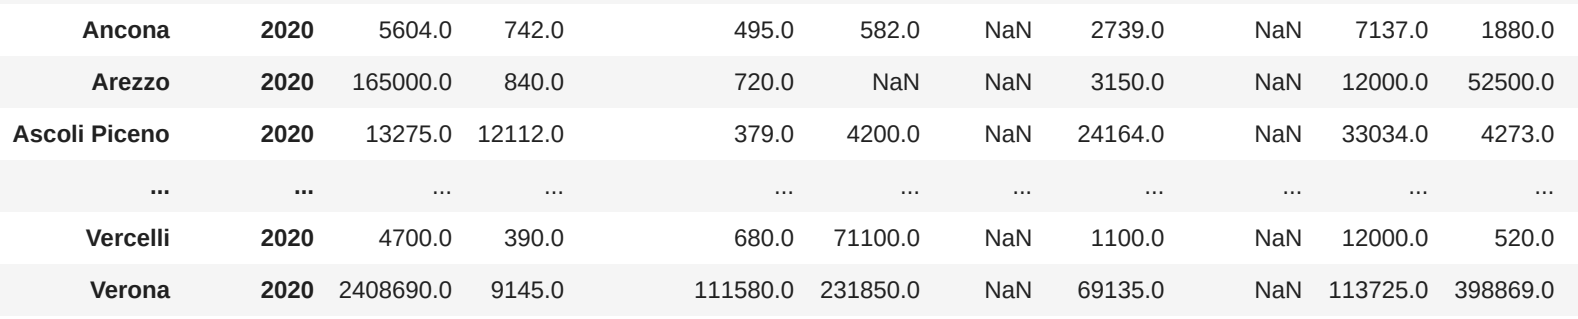 Ancona 2020 5604.0 742.0 495.0 582.0 NaN 2739.0 NaN 7137.0 1880.0
Arezzo 2020 165000.0 840.0 720.0 NaN NaN 3150.0 NaN 12000.0 52500.0
Ascoli Piceno 2020 13275.0 12112.0 379.0 4200.0 NaN 24164.0 NaN 33034.0 4273.0
... ... ... ... ... ... ... ... ... ... ...
Vercelli 2020 4700.0 390.0 680.0 71100.0 NaN 1100.0 NaN 12000.0 520.0
Verona 2020 2408690.0 9145.0 111580.0 231850.0 NaN 69135.0 NaN 113725.0 398869.0